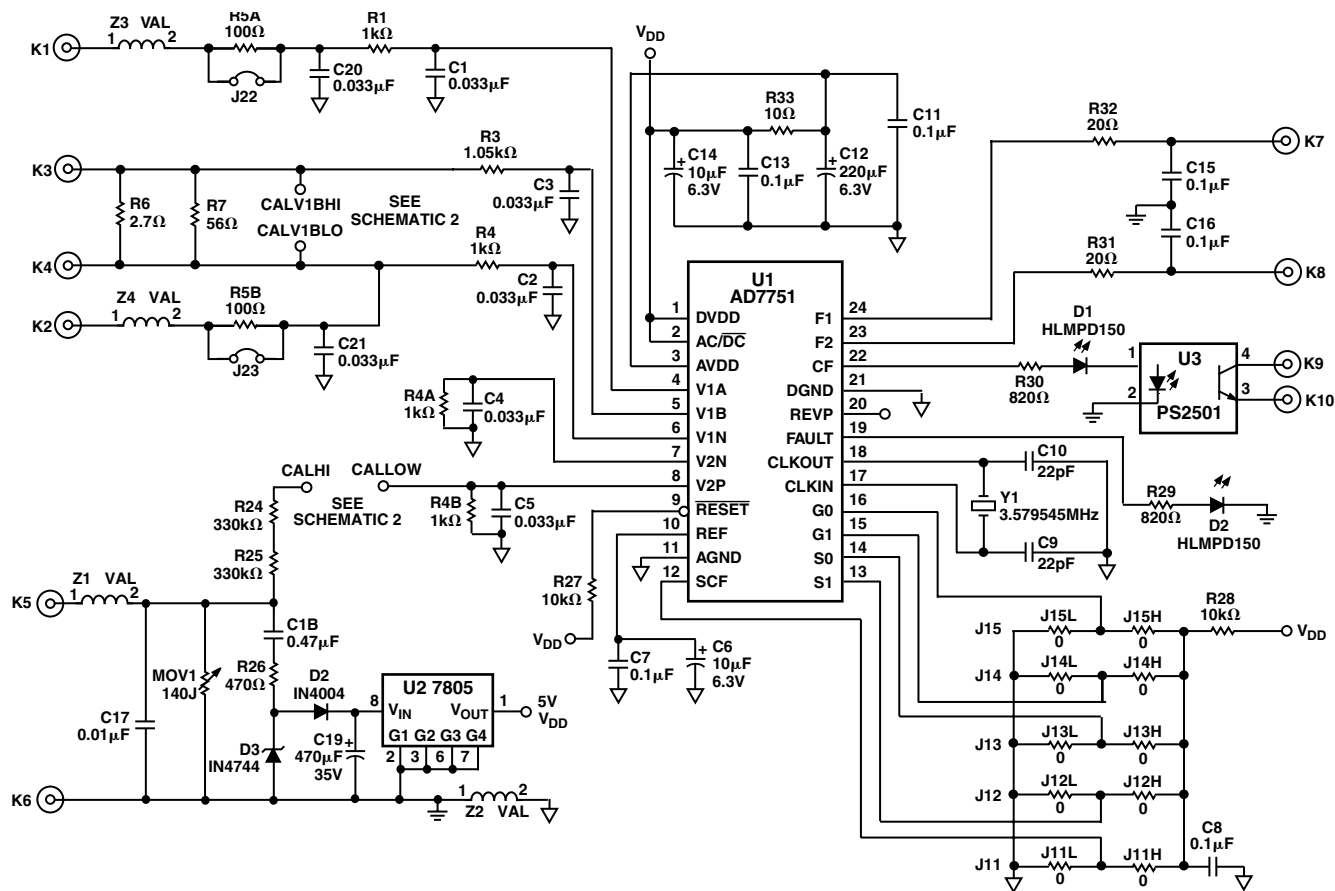 Z3 VAL
1 2
K1
R5A
100Ω
J22
C20
0.033µF
R1
1kΩ
C1
0.033µF
VDD
R33
10Ω
C14
10µF
6.3V
+
C13
0.1µF
C12
220µF
6.3V
+
C11
0.1µF
R32
20Ω
K7
C15
0.1µF
C16
0.1µF
R31
20Ω
K8
K3
R6
2.7Ω
R7
56Ω
CALV1BHI
CALV1BLO
SEE
SCHEMATIC 2
R3
1.05kΩ
C3
0.033µF
K4
R4
1kΩ
C2
0.033µF
Z4 VAL
1 2
K2
R5B
100Ω
J23
C21
0.033µF
R4A
1kΩ
C4
0.033µF
U1
AD7751
1 DVDD
2 AC/D̅C̅
3 AVDD
4 V1A
5 V1B
6 V1N
7 V2N
8 V2P
9 R̅E̅S̅E̅T̅
10 REF
11 AGND
12 SCF
F1 24
F2 23
CF 22
DGND 21
REVP 20
FAULT 19
CLKOUT 18
CLKIN 17
G0 16
G1 15
S0 14
S1 13
D1
HLMPD150
R30
820Ω
1
2
U3
PS2501
4
3
K9
K10
C10
22pF
Y1
3.579545MHz
C9
22pF
R29
820Ω
D2
HLMPD150
CALHI
CALLOW
SEE
SCHEMATIC 2
R24
330kΩ
R25
330kΩ
R4B
1kΩ
C5
0.033µF
R27
10kΩ
VDD
C7
0.1µF
C6
10µF
6.3V
+
Z1 VAL
1 2
K5
C1B
0.47µF
R26
470Ω
MOV1
140J
C17
0.01µF
D2
IN4004
D3
IN4744
C19
470µF
35V
+
U2 7805
8 VIN
VOUT 1
G1 G2 G3 G4
2 3 6 7
5V
VDD
K6
1 2
Z2 VAL
J15
J15L
0
J15H
0
R28
10kΩ
VDD
J14
J14L
0
J14H
0
J13
J13L
0
J13H
0
J12
J12L
0
J12H
0
J11
J11L
0
J11H
0
C8
0.1µF